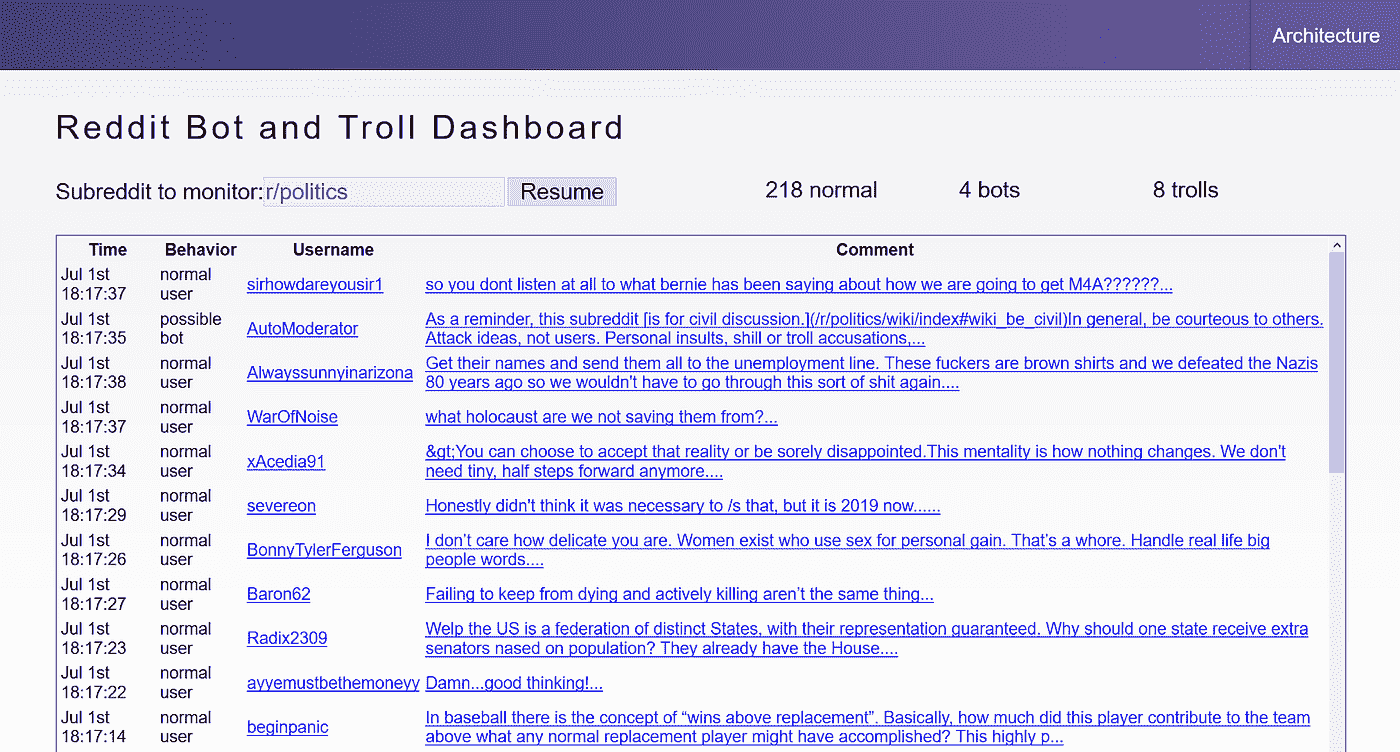 Architecture
Reddit Bot and Troll Dashboard
Subreddit to monitor: r/politics Resume 218 normal 4 bots 8 trolls
Time Behavior Username Comment
Jul 1st normal
18:17:37 user sirhowdareyousir1 so you dont listen at all to what bernie has been saying about how we are going to get M4A??????...
Jul 1st possible As a reminder, this subreddit [is for civil discussion.](/r/politics/wiki/index#wiki_be_civil)In general, be courteous to others.
18:17:35 bot AutoModerator Attack ideas, not users. Personal insults, shill or troll accusations,...
Jul 1st normal Get their names and send them all to the unemployment line. These fuckers are brown shirts and we defeated the Nazis
18:17:38 user Alwayssunnyinarizona 80 years ago so we wouldn't have to go through this sort of shit again....
Jul 1st normal
18:17:37 user WarOfNoise what holocaust are we not saving them from?...
Jul 1st normal &gt;You can choose to accept that reality or be sorely disappointed.This mentality is how nothing changes. We don't
18:17:34 user xAcedia91 need tiny, half steps forward anymore....
Jul 1st normal
18:17:29 user severeon Honestly didn't think it was necessary to /s that, but it is 2019 now......
Jul 1st normal I don’t care how delicate you are. Women exist who use sex for personal gain. That’s a whore. Handle real life big
18:17:26 user BonnyTylerFerguson people words....
Jul 1st normal
18:17:27 user Baron62 Failing to keep from dying and actively killing aren’t the same thing...
Jul 1st normal Welp the US is a federation of distinct States, with their representation guaranteed. Why should one state receive extra
18:17:23 user Radix2309 senators nased on population? They already have the House....
Jul 1st normal
18:17:22 user ayyemustbethemoneyy Damn...good thinking!...
Jul 1st normal In baseball there is the concept of “wins above replacement”. Basically, how much did this player contribute to the team
18:17:14 user beginpanic above what any normal replacement player might have accomplished? This highly p...